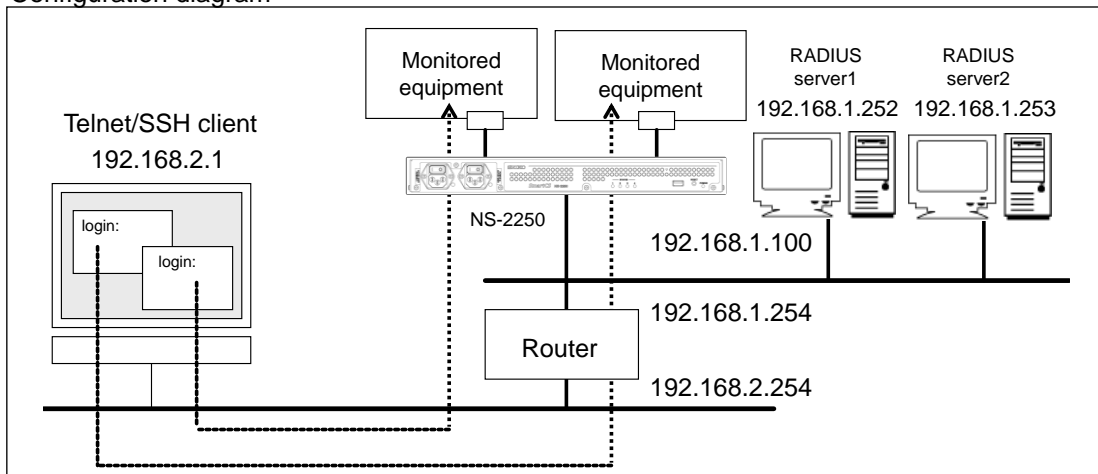 Configuration diagram
Monitored
equipment
Monitored
equipment
RADIUS
server1
192.168.1.252
RADIUS
server2
192.168.1.253
Telnet/SSH client
192.168.2.1
login:
login:
NS-2250
192.168.1.100
192.168.1.254
Router
192.168.2.254